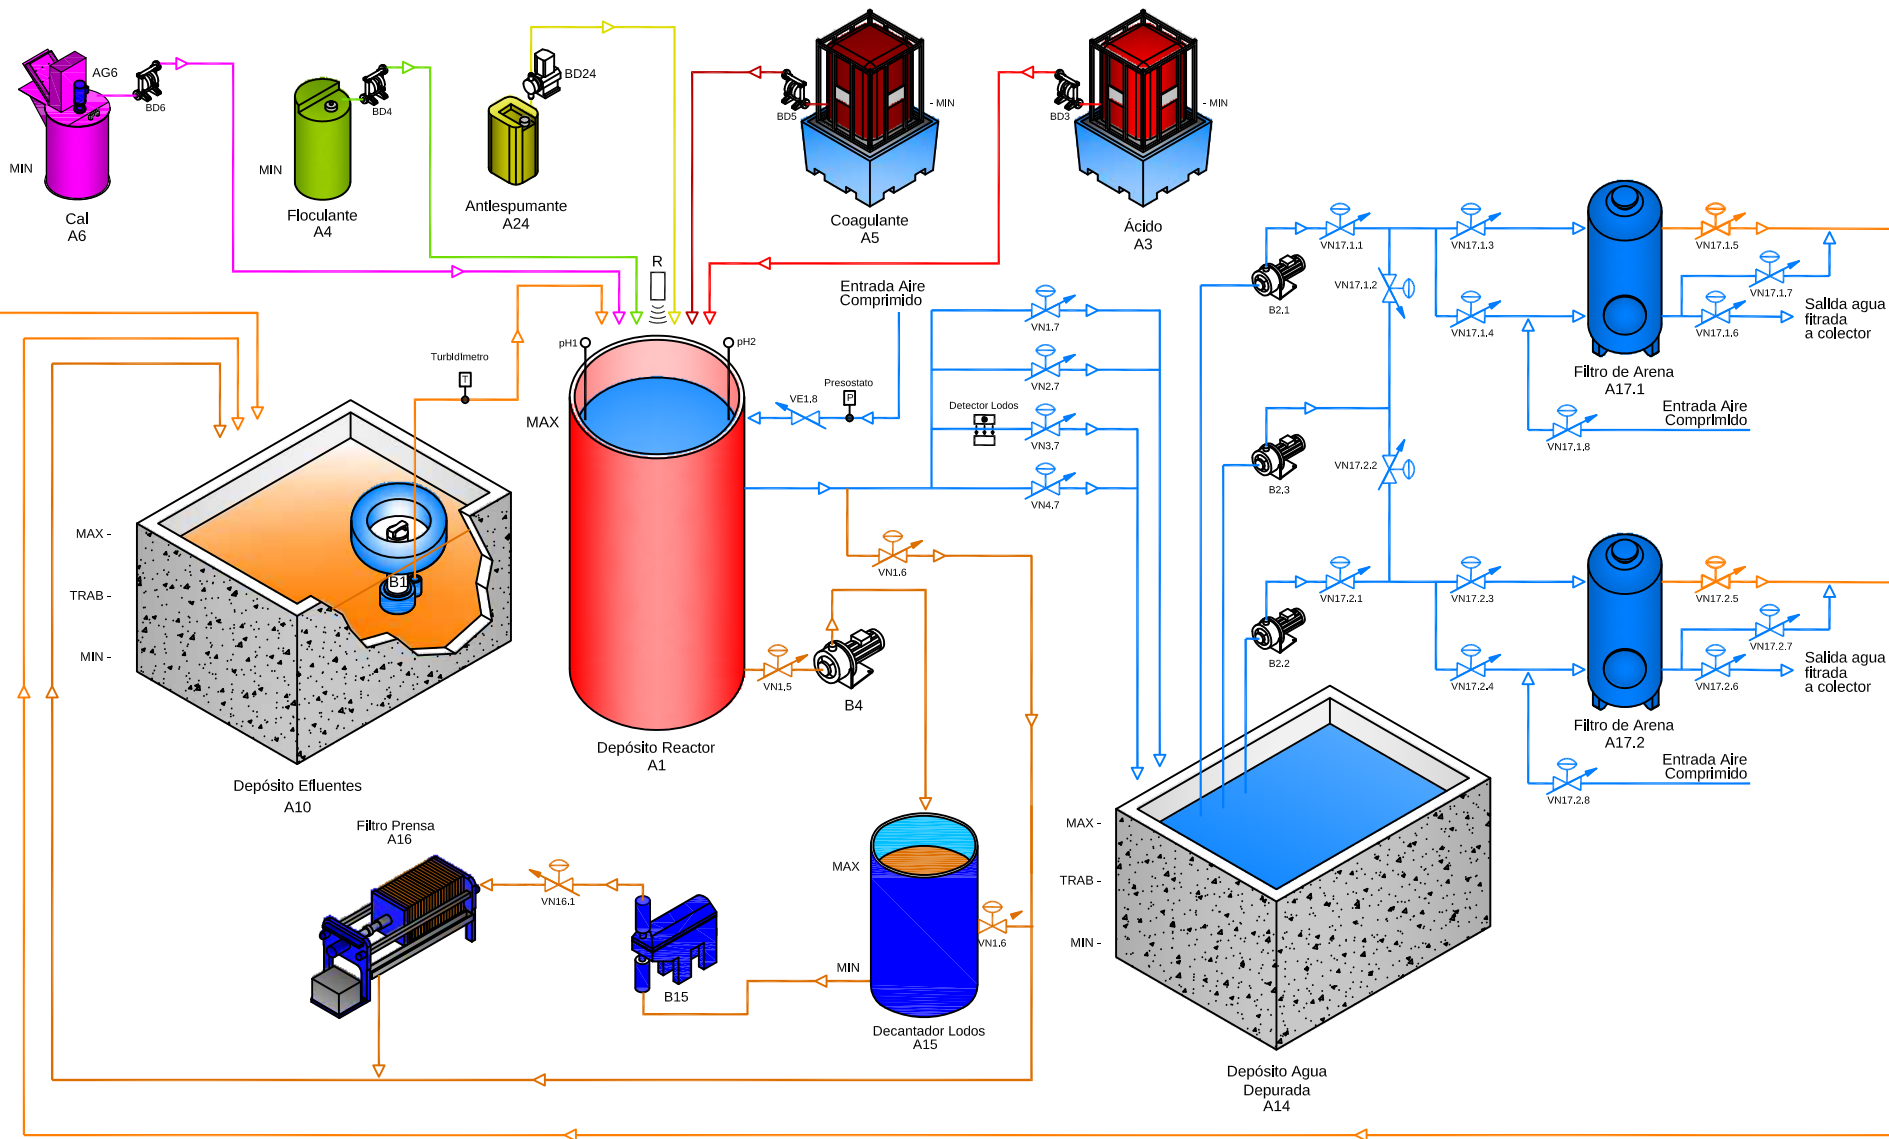 AG6
BD6
MIN
Cal
A6
BD4
MIN
Floculante
A4
BD24
Antiespumante
A24
BD5
- MIN
Coagulante
A5
BD3
- MIN
Ácido
A3
R
Entrada Aire
Comprimido
pH1
pH2
MAX
Turbidimetro
T
Presostato
P
VE1.8
Detector Lodos
VN1.7
VN2.7
VN3.7
VN4.7
VN1.6
VN1.5
B4
Depósito Reactor
A1
B1
MAX -
TRAB -
MIN -
Depósito Efluentes
A10
Filtro Prensa
A16
VN16.1
B15
MAX
MIN
VN1.6
Decantador Lodos
A15
B2.1
B2.3
B2.2
VN17.1.1
VN17.1.2
VN17.1.3
VN17.1.4
VN17.1.5
VN17.1.7
VN17.1.6
Salida agua
filtrada
a colector
Filtro de Arena
A17.1
Entrada Aire
Comprimido
VN17.1.8
VN17.2.2
VN17.2.1
VN17.2.3
VN17.2.4
VN17.2.5
VN17.2.7
VN17.2.6
Salida agua
filtrada
a colector
Filtro de Arena
A17.2
Entrada Aire
Comprimido
VN17.2.8
MAX -
TRAB -
MIN -
Depósito Agua
Depurada
A14